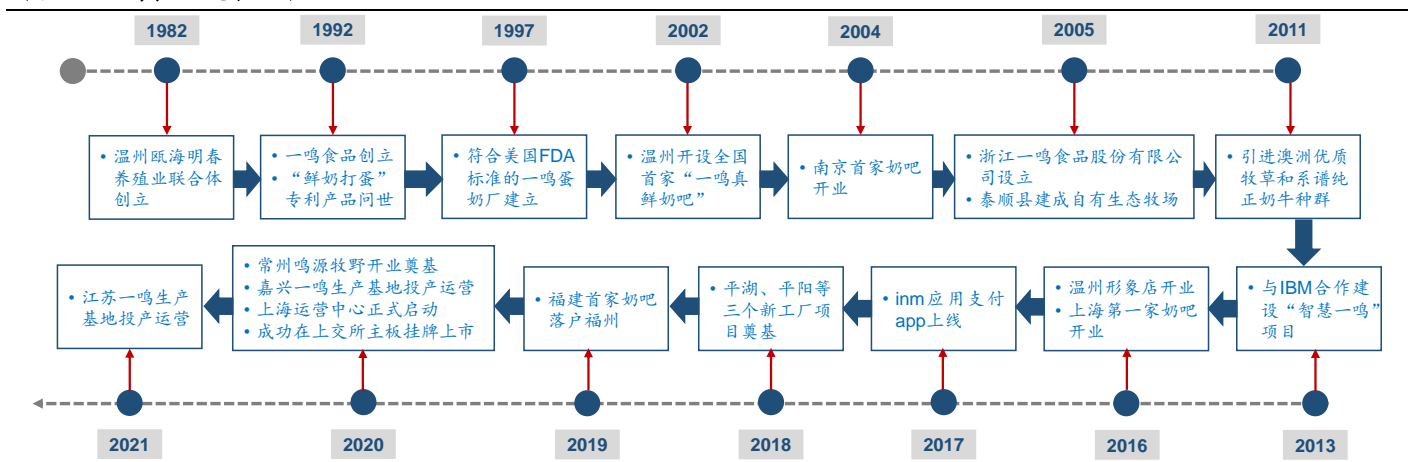 1982
1992
1997
2002
2004
2005
2011
• 温州瓯海明春
养殖业联合体
创立
• 一鸣食品创立
• “鲜奶打蛋”
专利产品问世
• 符合美国FDA
标准的一鸣蛋
奶厂建立
• 温州开设全国
首家“一鸣真
鲜奶吧”
• 南京首家奶吧
开业
• 浙江一鸣食品股份有限公
司设立
• 泰顺县建成自有生态牧场
• 引进澳洲优质
牧草和系谱纯
正奶牛种群
• 与IBM合作建
设“智慧一鸣”
项目
• 温州形象店开业
• 上海第一家奶吧
开业
• inm应用支付
app上线
• 平湖、平阳等
三个新工厂项
目奠基
• 福建首家奶吧
落户福州
• 常州鸣源牧野开业奠基
• 嘉兴一鸣生产基地投产运营
• 上海运营中心正式启动
• 成功在上交所主板挂牌上市
• 江苏一鸣生产
基地投产运营
2021
2020
2019
2018
2017
2016
2013